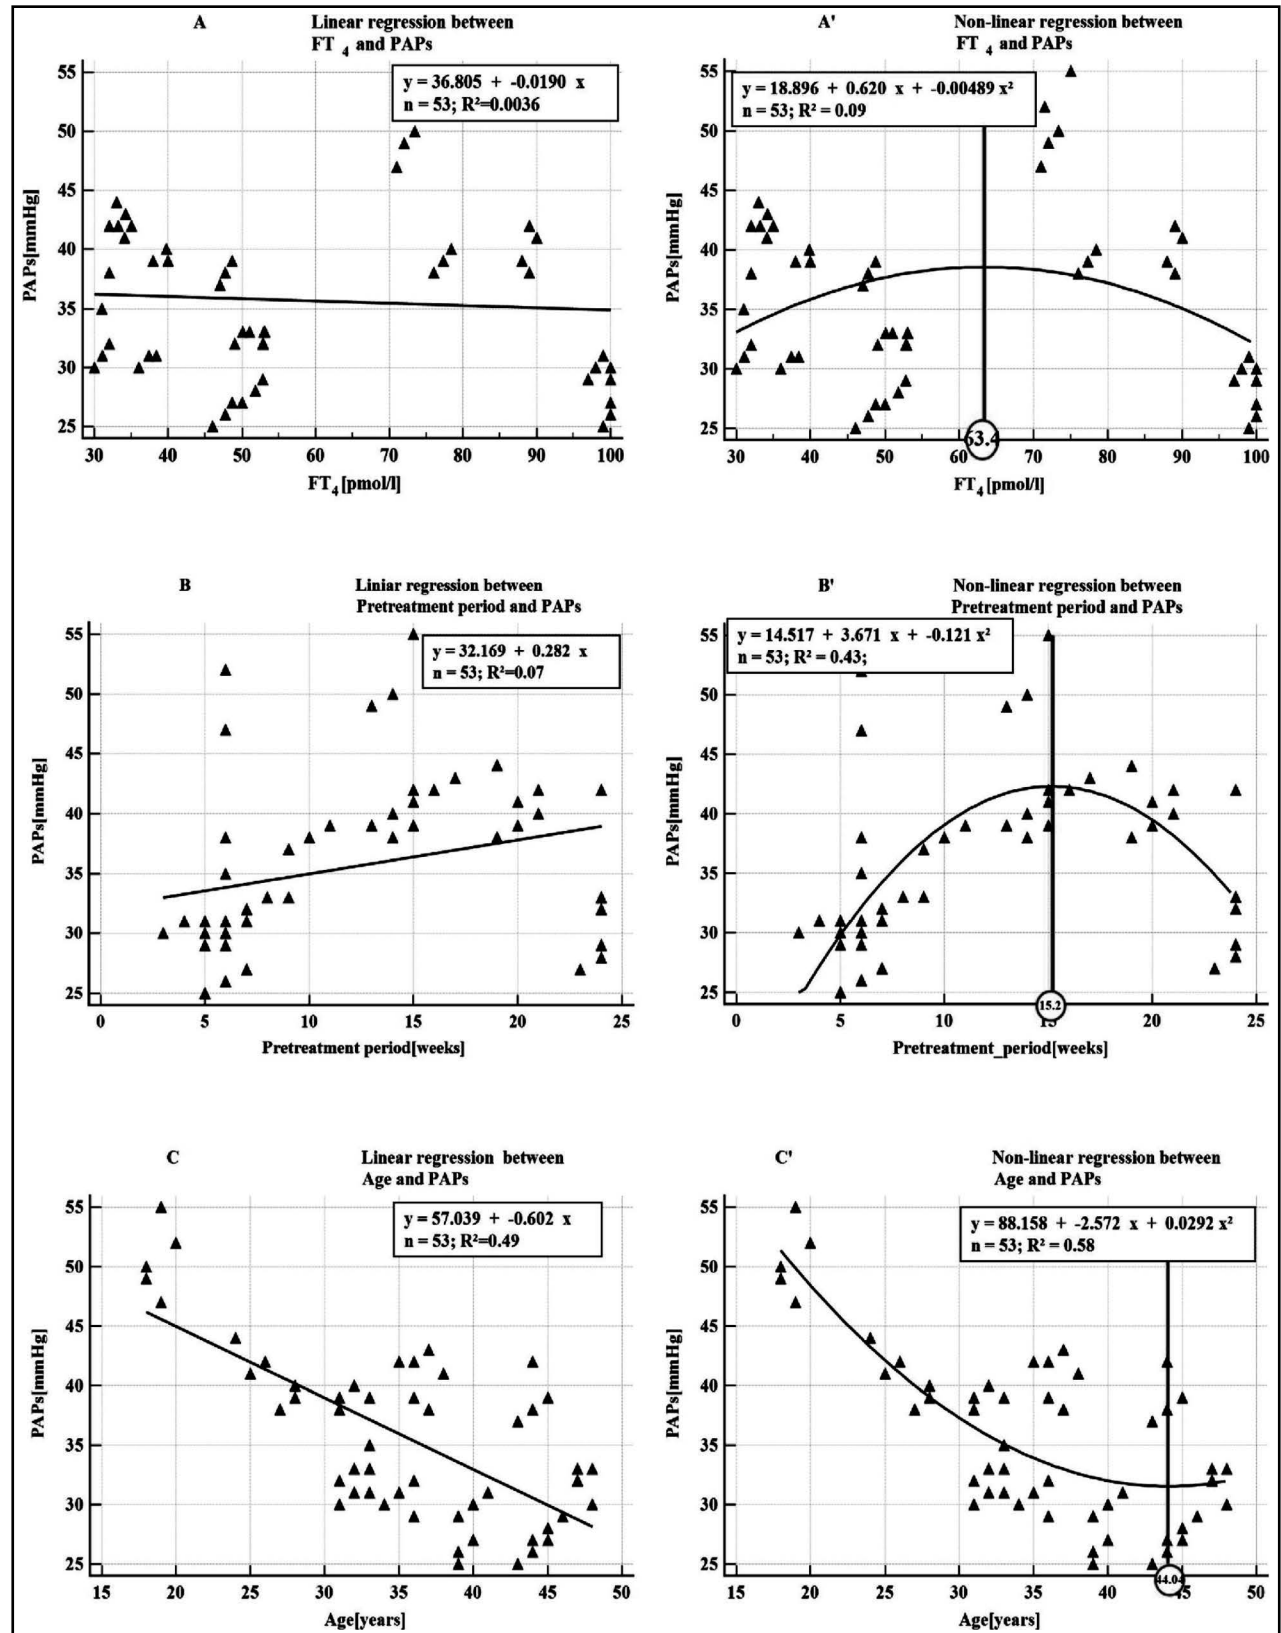 A Linear regression between
FT 4 and PAPs
y = 36.805 + -0.0190 x
n = 53; R²=0.0036
PAPs[mmHg]
55
50
45
40
35
30
25
30 40 50 60 70 80 90 100
FT4 [pmol/l]
A' Non-linear regression between
FT 4 and PAPs
y = 18.896 + 0.620 x + -0.00489 x²
n = 53; R² = 0.09
PAPs[mmHg]
55
50
45
40
35
30
25
30 40 50 60 63.4 70 80 90 100
FT4 [pmol/l]
B Liniar regression between
Pretreatment period and PAPs
y = 32.169 + 0.282 x
n = 53; R²=0.07
PAPs[mmHg]
55
50
45
40
35
30
25
0 5 10 15 20 25
Pretreatment period[weeks]
B' Non-linear regression between
Pretreatment period and PAPs
y = 14.517 + 3.671 x + -0.121 x²
n = 53; R² = 0.43;
PAPs[mmHg]
55
50
45
40
35
30
25
15.2
0 5 10 15 20 25
Pretreatment_period[weeks]
C Linear regression between
Age and PAPs
y = 57.039 + -0.602 x
n = 53; R²=0.49
PAPs[mmHg]
55
50
45
40
35
30
25
15 20 25 30 35 40 45 50
Age[years]
C' Non-linear regression between
Age and PAPs
y = 88.158 + -2.572 x + 0.0292 x²
n = 53; R² = 0.58
PAPs[mmHg]
55
50
45
40
35
30
25
44.04
15 20 25 30 35 40 45 50
Age[years]